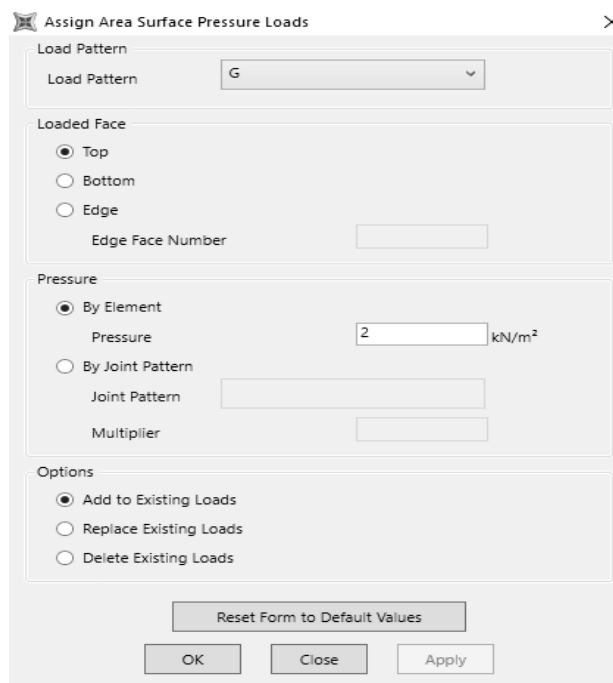 Assign Area Surface Pressure Loads
Load Pattern
Load Pattern
G
Loaded Face
Top
Bottom
Edge
Edge Face Number
Pressure
By Element
Pressure
2
kN/m²
By Joint Pattern
Joint Pattern
Multiplier
Options
Add to Existing Loads
Replace Existing Loads
Delete Existing Loads
Reset Form to Default Values
OK
Close
Apply